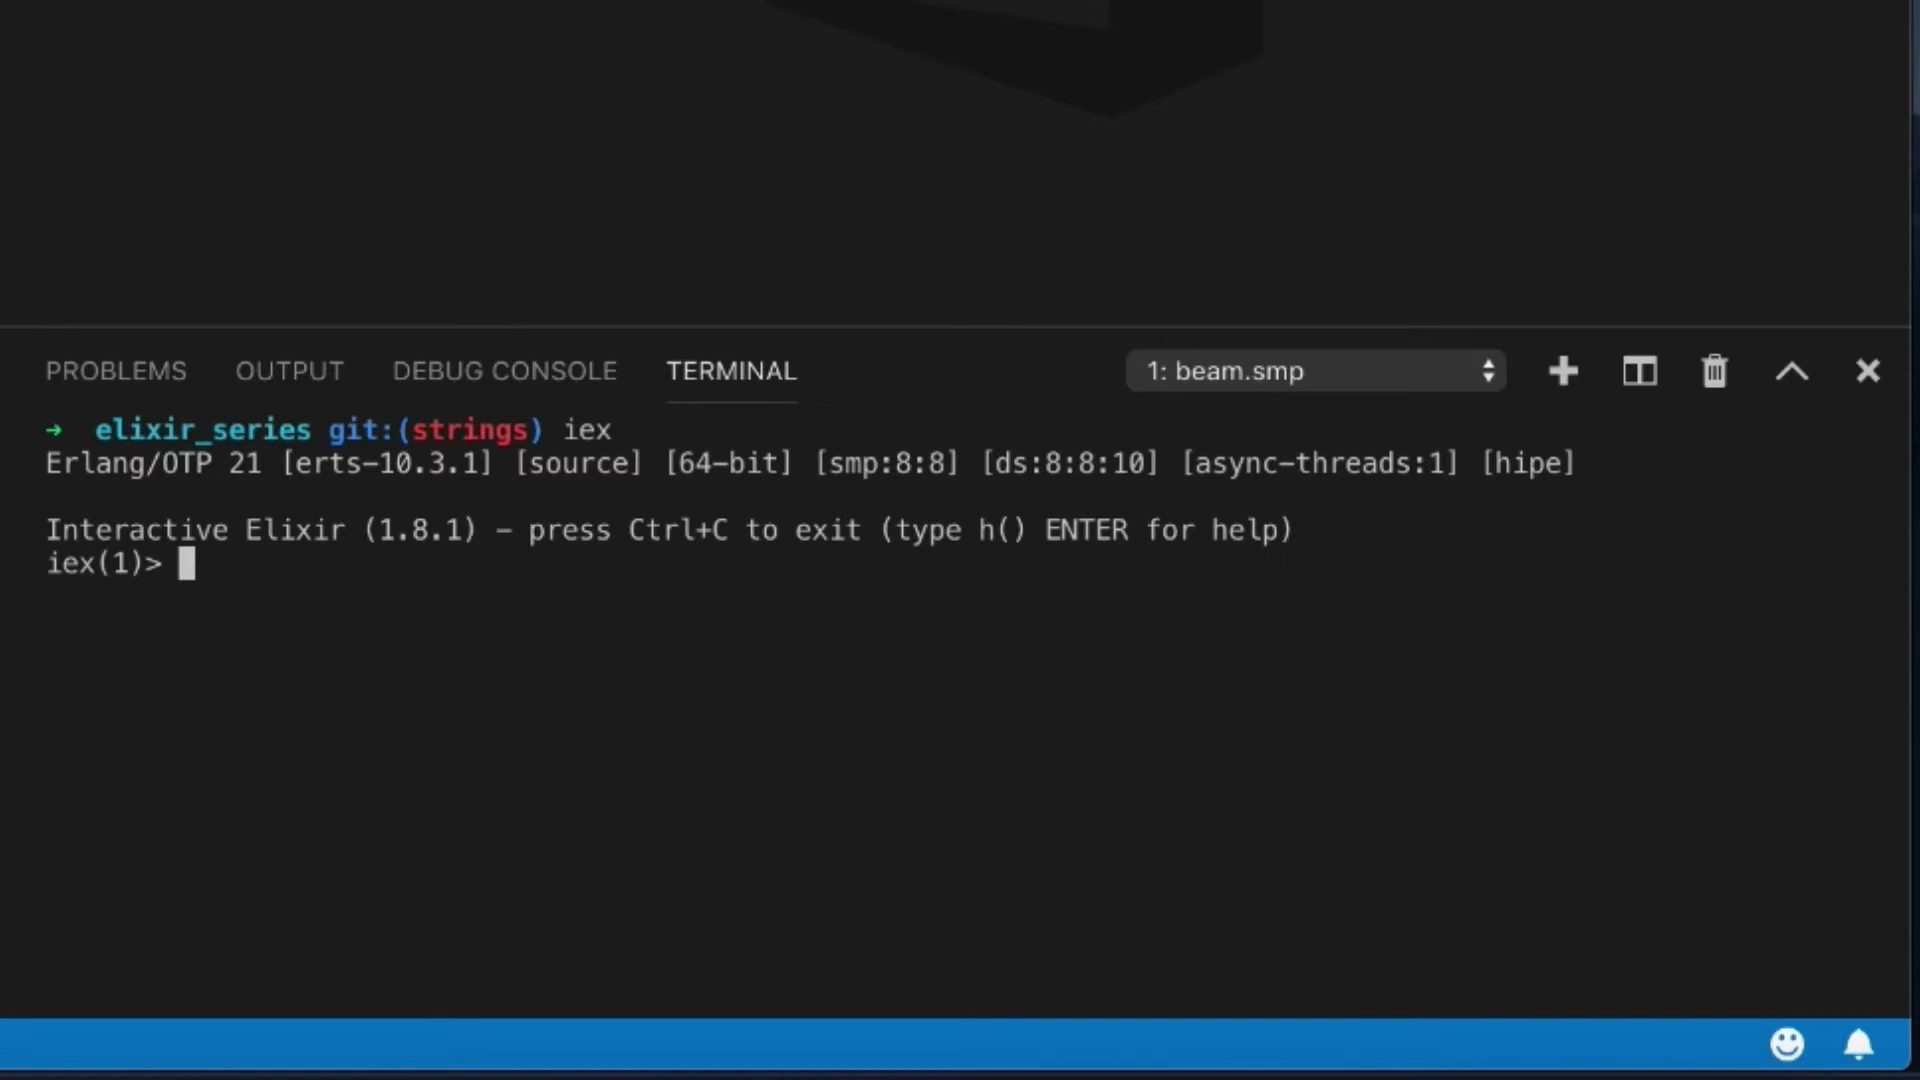 PROBLEMS OUTPUT DEBUG CONSOLE TERMINAL 1: beam.smp
→ elixir_series git:(strings) iex
Erlang/OTP 21 [erts-10.3.1] [source] [64-bit] [smp:8:8] [ds:8:8:10] [async-threads:1] [hipe]
Interactive Elixir (1.8.1) - press Ctrl+C to exit (type h() ENTER for help)
iex(1)>